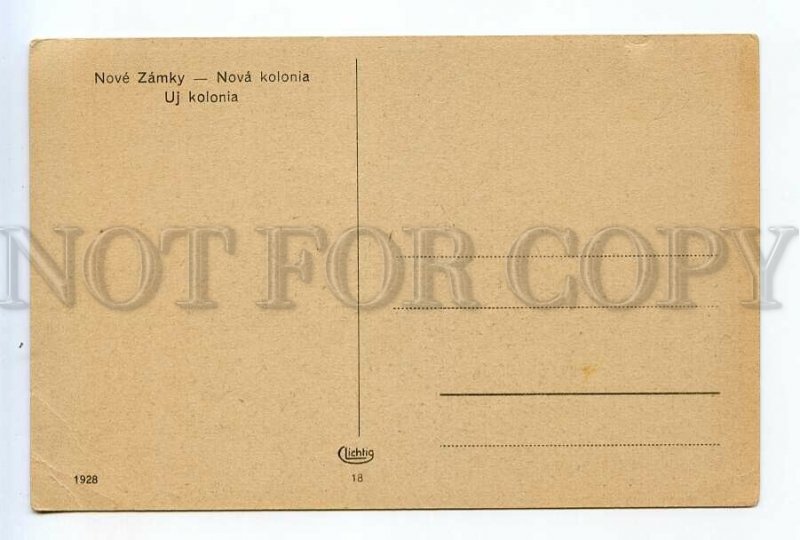 Nové Zámky — Nová kolonia
Uj kolonia
NOT FOR COPY
Lichtig
1928
18